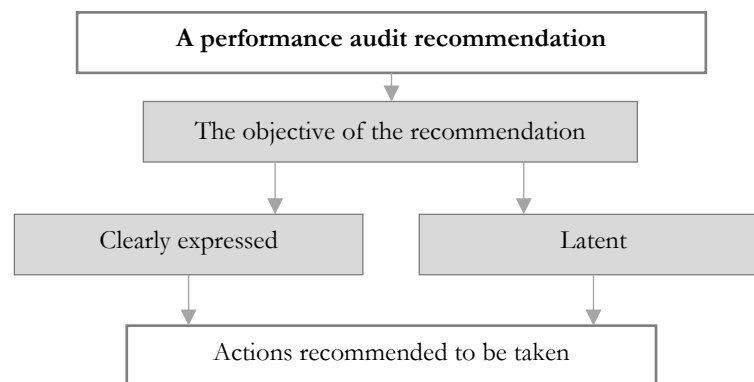 A performance audit recommendation
The objective of the recommendation
Clearly expressed
Latent
Actions recommended to be taken